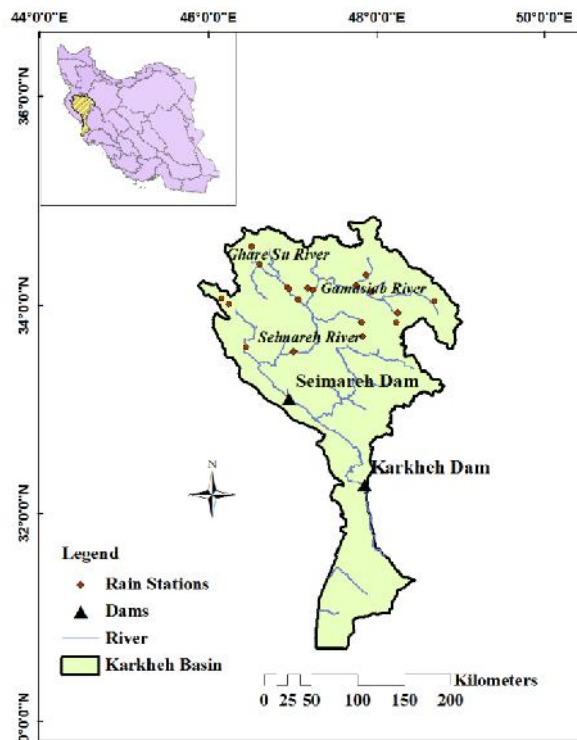 44°0'0"E
46°0'0"E
48°0'0"E
50°0'0"E
36°0'0"N
34°0'0"N
32°0'0"N
0°0'0"N
Ghare Su River
Gamasiab River
Seimareh River
Seimareh Dam
Karkheh Dam
N
Legend
Rain Stations
Dams
River
Karkheh Basin
Kilometers
0 25 50 100 150 200